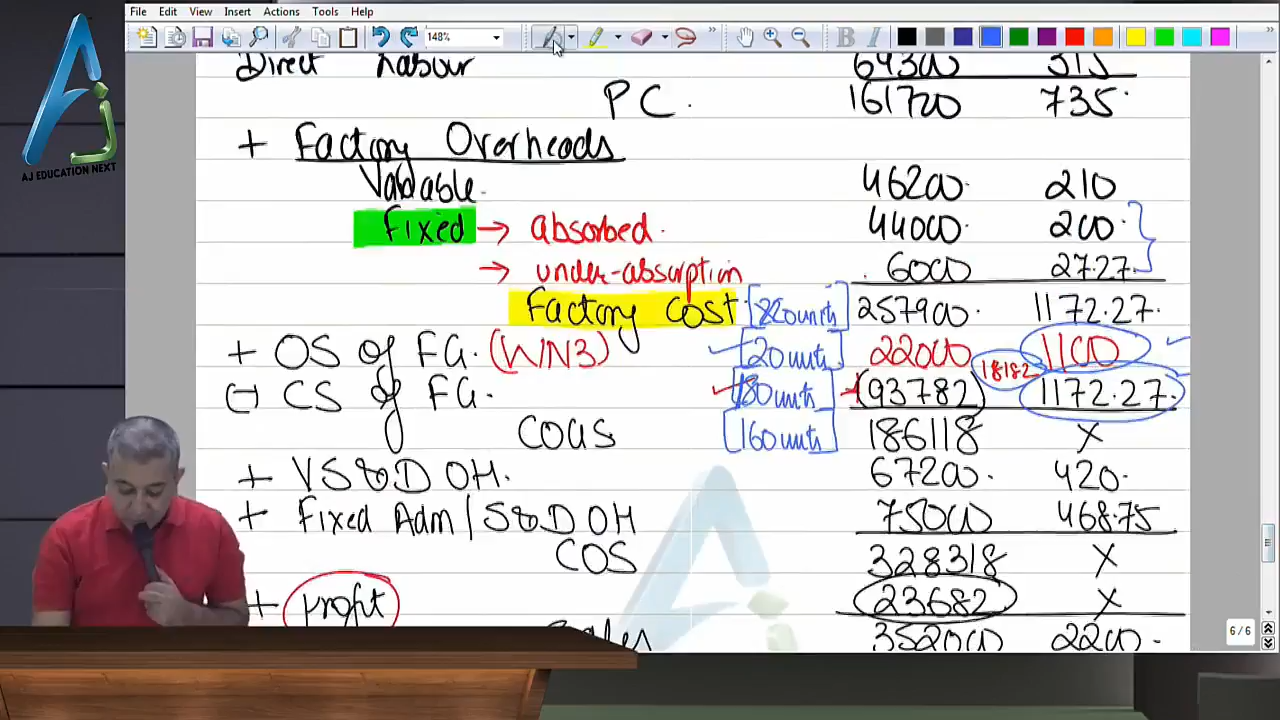 File Edit View Insert Actions Tools Help
148%
B I
AJ EDUCATION NEXT
Direct Labour 69300 315
PC. 161700 735.
+ Factory Overheads
Variable. 46200. 210
Fixed → absorbed. 44000 200.
→ under-absorption 6000 27.27.
Factory Cost 220 units 257900. 1172.27.
+ OS of FG. (WN3) 20 units 22000 1100
18182
(-) CS of FG. 80 units (93782) 1172.27.
COGS. 160 units 186118 X
+ VS&D OH. 67200. 420.
+ Fixed Adm/S&D OH 75000 468.75
COS 328318 X
+ Profit 23682 X
Sales 352000 2200.
6 / 6